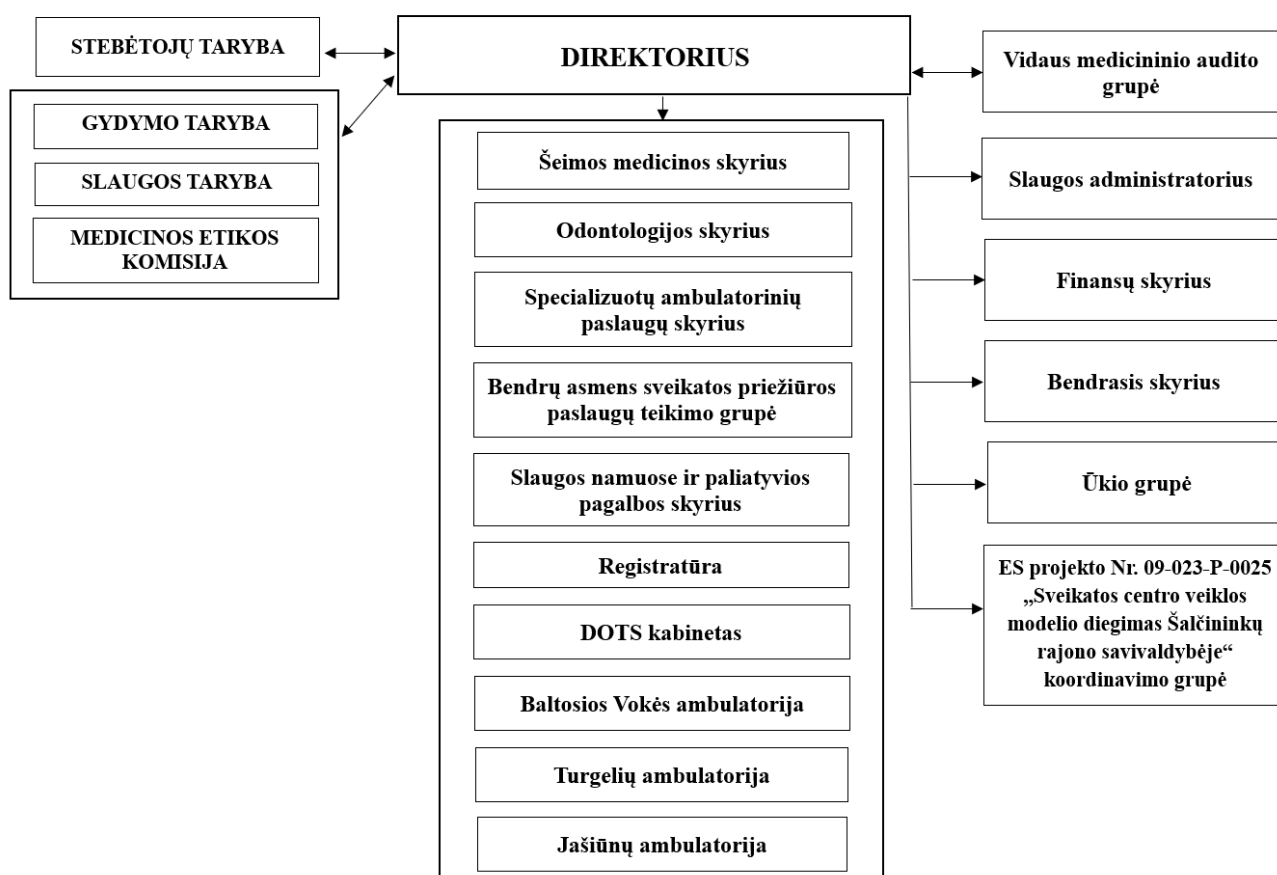 STEBĖTOJŲ TARYBA
GYDYMO TARYBA
SLAUGOS TARYBA
MEDICINOS ETIKOS
KOMISIJA
DIREKTORIUS
Šeimos medicinos skyrius
Odontologijos skyrius
Specializuotų ambulatorinių
paslaugų skyrius
Bendrų asmens sveikatos priežiūros
paslaugų teikimo grupė
Slaugos namuose ir paliatyvios
pagalbos skyrius
Registratūra
DOTS kabinetas
Baltosios Vokės ambulatorija
Turgelių ambulatorija
Jašiūnų ambulatorija
Vidaus medicininio audito
grupė
Slaugos administratorius
Finansų skyrius
Bendrasis skyrius
Ūkio grupė
ES projekto Nr. 09-023-P-0025
„Sveikatos centro veiklos
modelio diegimas Šalčininkų
rajono savivaldybėje“
koordinavimo grupė